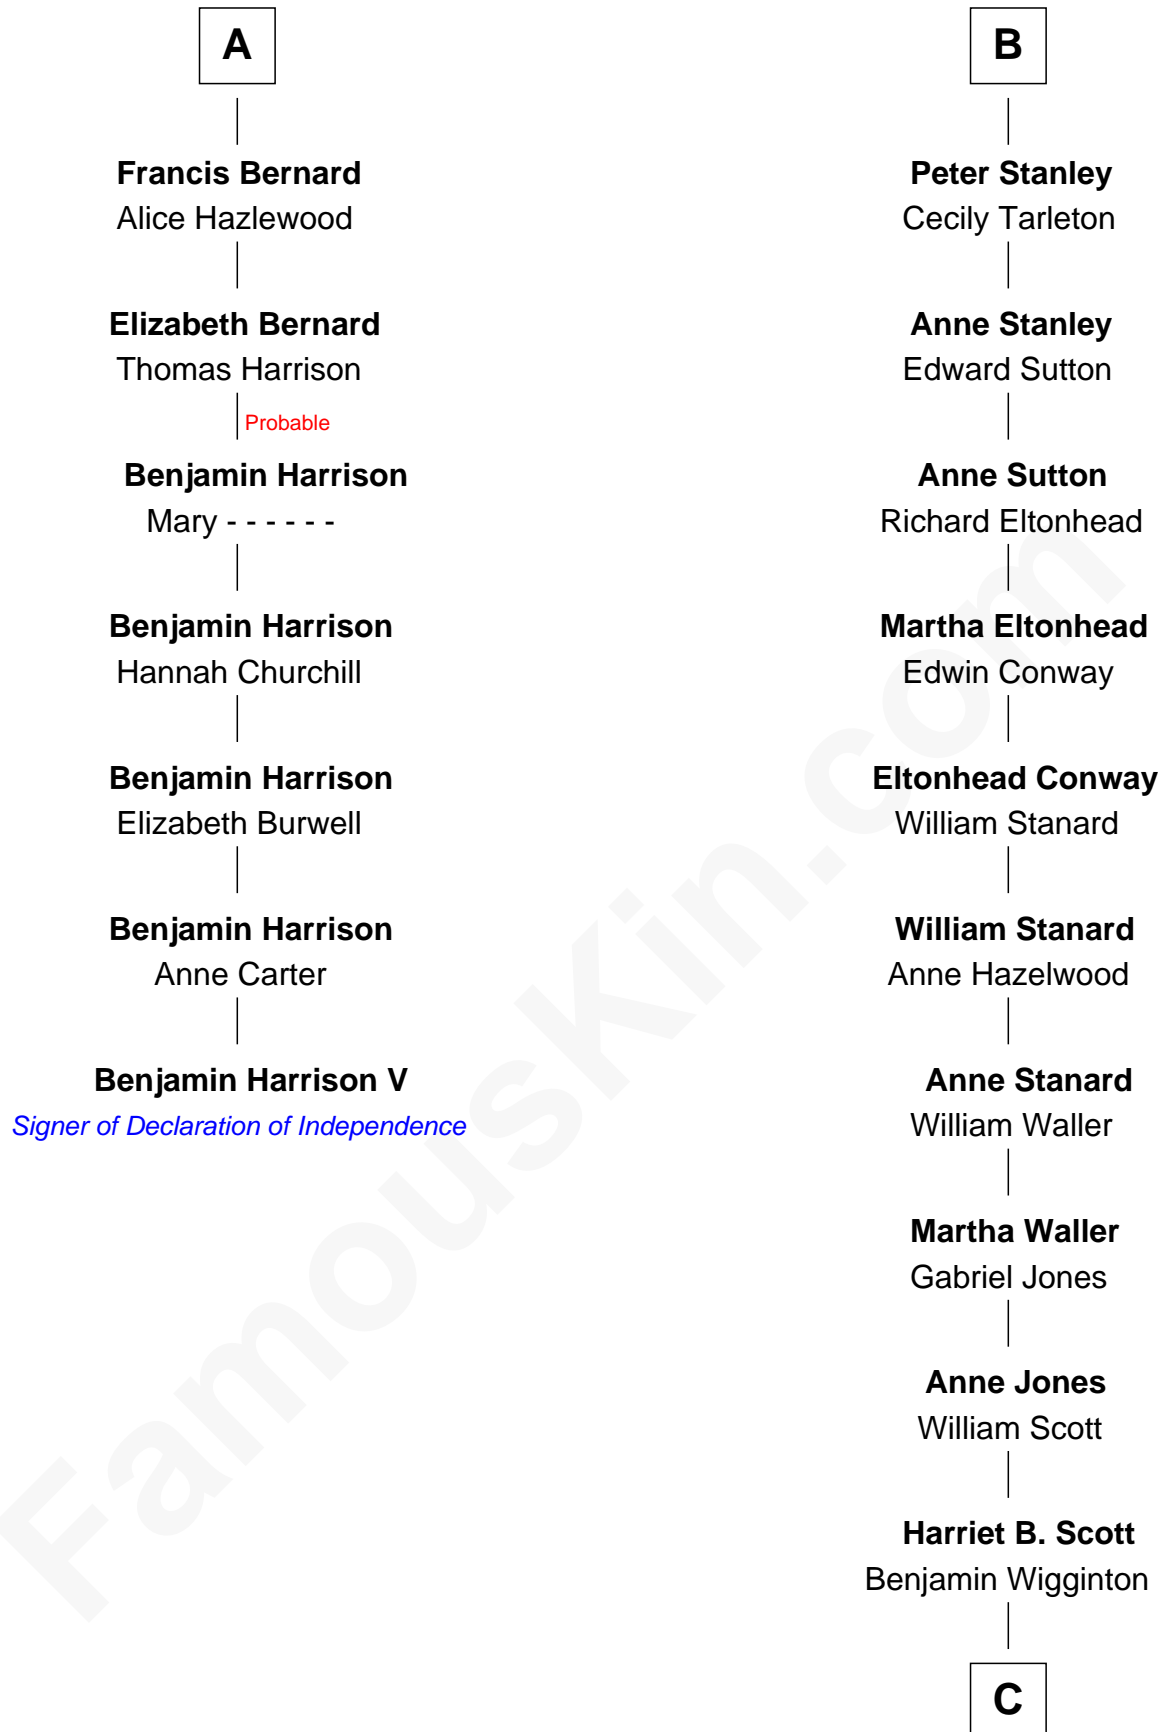 A
Francis Bernard
Alice Hazlewood
Elizabeth Bernard
Thomas Harrison
Probable
Benjamin Harrison
Mary - - - - - -
Benjamin Harrison
Hannah Churchill
Benjamin Harrison
Elizabeth Burwell
Benjamin Harrison
Anne Carter
Benjamin Harrison V
Signer of Declaration of Independence
B
Peter Stanley
Cecily Tarleton
Anne Stanley
Edward Sutton
Anne Sutton
Richard Eltonhead
Martha Eltonhead
Edwin Conway
Eltonhead Conway
William Stanard
William Stanard
Anne Hazelwood
Anne Stanard
William Waller
Martha Waller
Gabriel Jones
Anne Jones
William Scott
Harriet B. Scott
Benjamin Wigginton
C
FamousKin.com